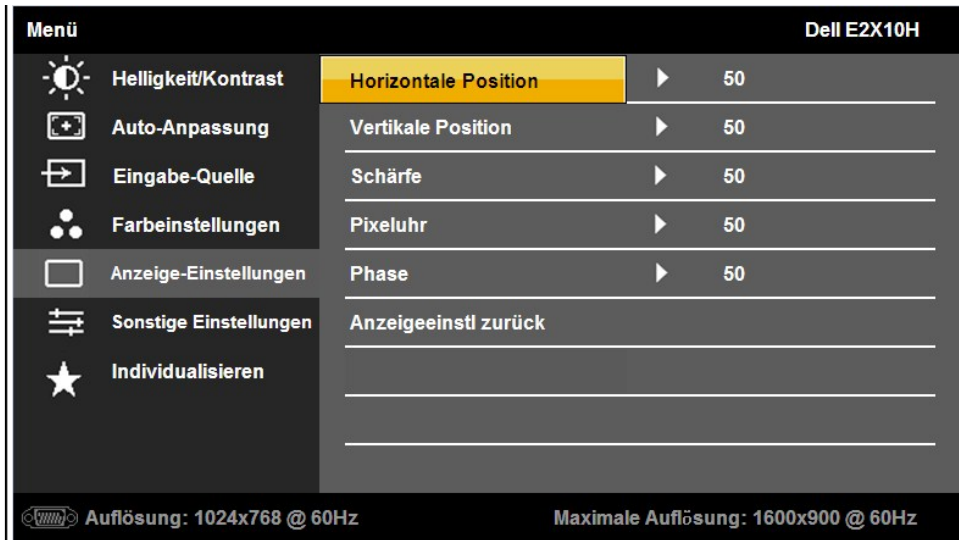 Menü Dell E2X10H
Helligkeit/Kontrast Horizontale Position 50
Auto-Anpassung Vertikale Position 50
Eingabe-Quelle Schärfe 50
Farbeinstellungen Pixeluhr 50
Anzeige-Einstellungen Phase 50
Sonstige Einstellungen Anzeigeeinstl zurück
Individualisieren
Auflösung: 1024x768 @ 60Hz Maximale Auflösung: 1600x900 @ 60Hz